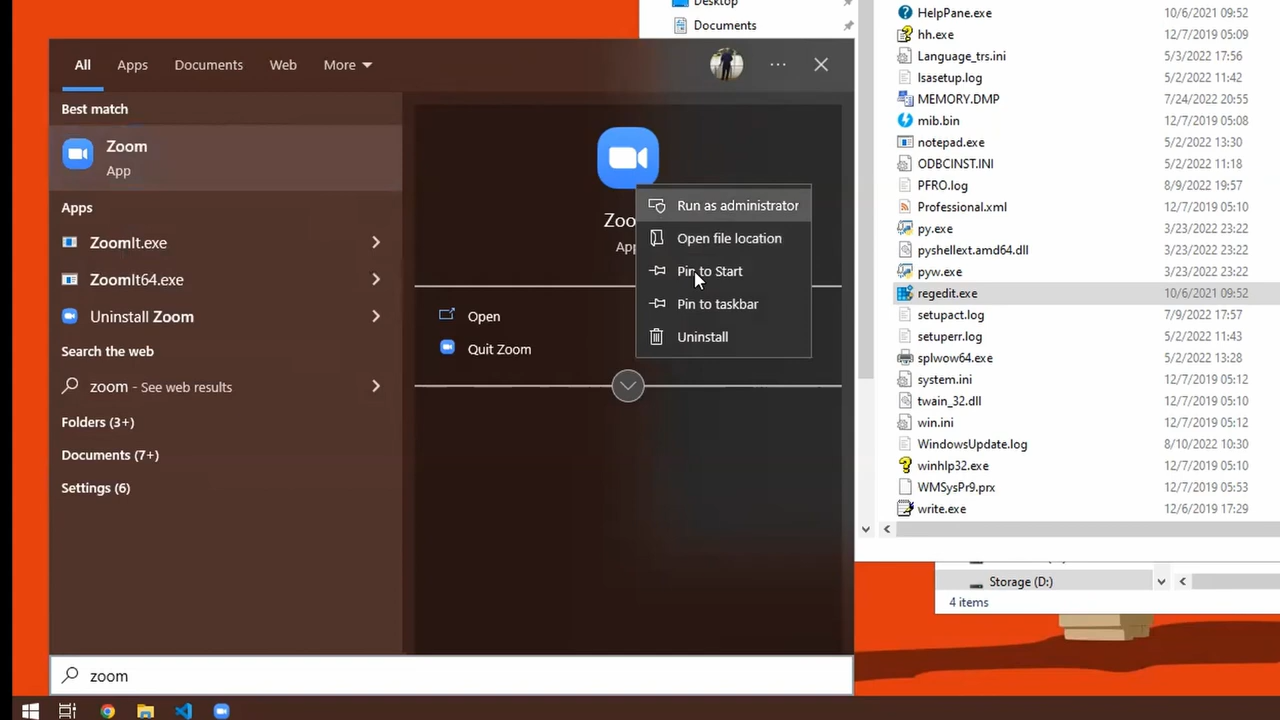 All Apps Documents Web More
Best match
Zoom
App
Apps
ZoomIt.exe
ZoomIt64.exe
Uninstall Zoom
Search the web
zoom - See web results
Folders (3+)
Documents (7+)
Settings (6)
zoom
Run as administrator
Open file location
Pin to Start
Pin to taskbar
Uninstall
Open
Quit Zoom
Desktop
Documents
HelpPane.exe 10/6/2021 09:52
hh.exe 12/7/2019 05:09
Language_trs.ini 5/3/2022 17:56
lsasetup.log 5/2/2022 11:42
MEMORY.DMP 7/24/2022 20:55
mib.bin 12/7/2019 05:08
notepad.exe 5/2/2022 13:30
ODBCINST.INI 5/2/2022 11:18
PFRO.log 8/9/2022 19:57
Professional.xml 12/7/2019 05:10
py.exe 3/23/2022 23:22
pyshellext.amd64.dll 3/23/2022 23:22
pyw.exe 3/23/2022 23:22
regedit.exe 10/6/2021 09:52
setupact.log 7/9/2022 17:57
setuperr.log 5/2/2022 11:43
splwow64.exe 5/2/2022 13:28
system.ini 12/7/2019 05:12
twain_32.dll 12/7/2019 05:10
win.ini 12/7/2019 05:12
WindowsUpdate.log 8/10/2022 10:30
winhlp32.exe 12/7/2019 05:10
WMSysPr9.prx 12/7/2019 05:53
write.exe 12/6/2019 17:29
Storage (D:)
4 items